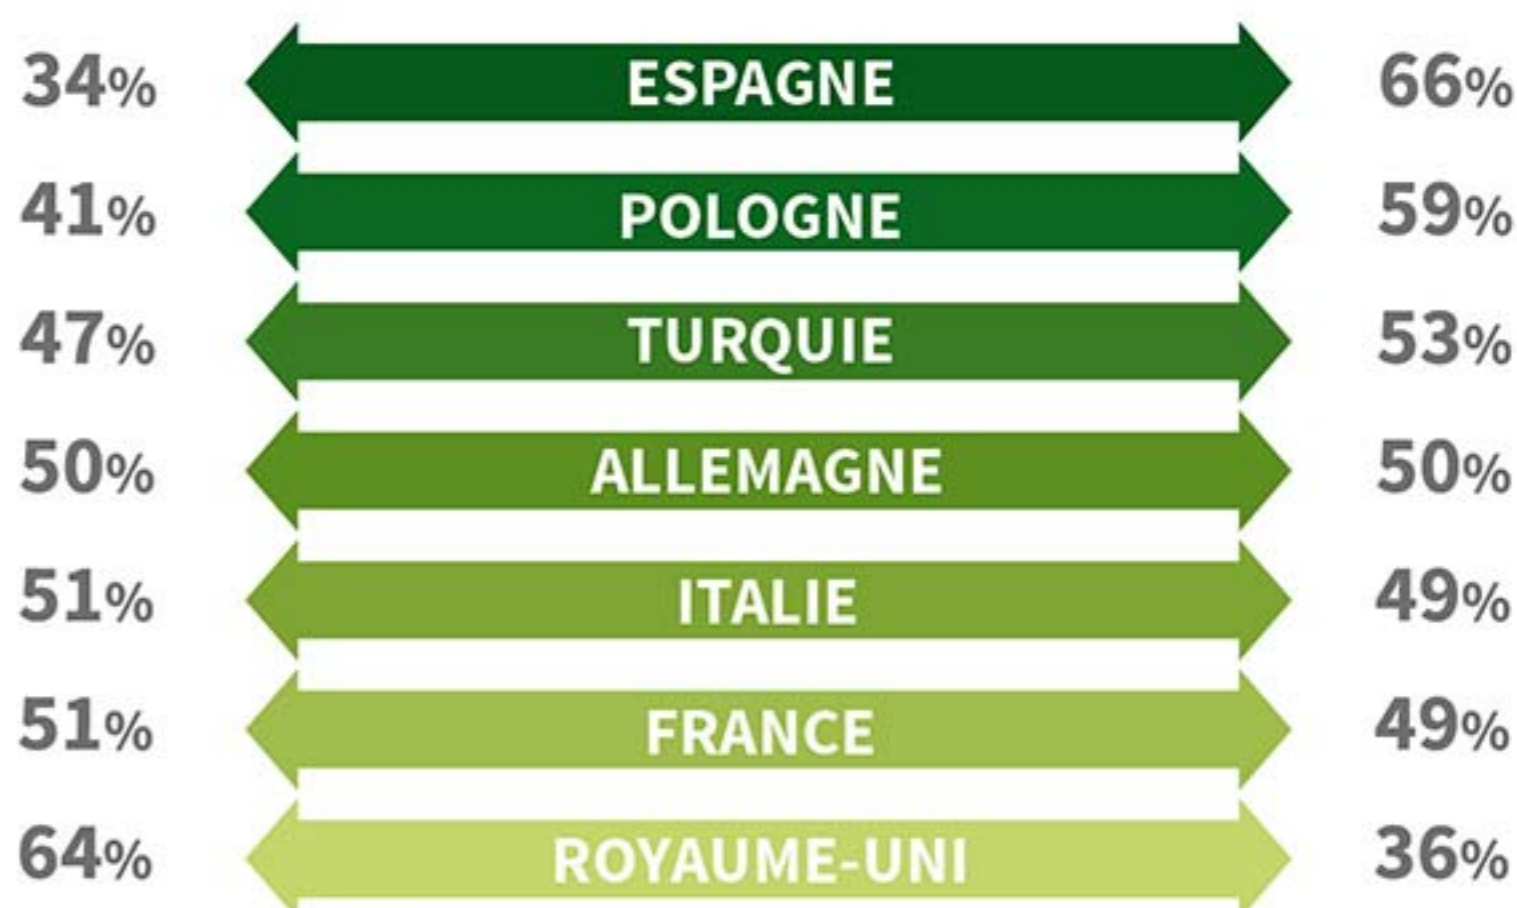 34% ESPAGNE 66%
41% POLOGNE 59%
47% TURQUIE 53%
50% ALLEMAGNE 50%
51% ITALIE 49%
51% FRANCE 49%
64% ROYAUME-UNI 36%